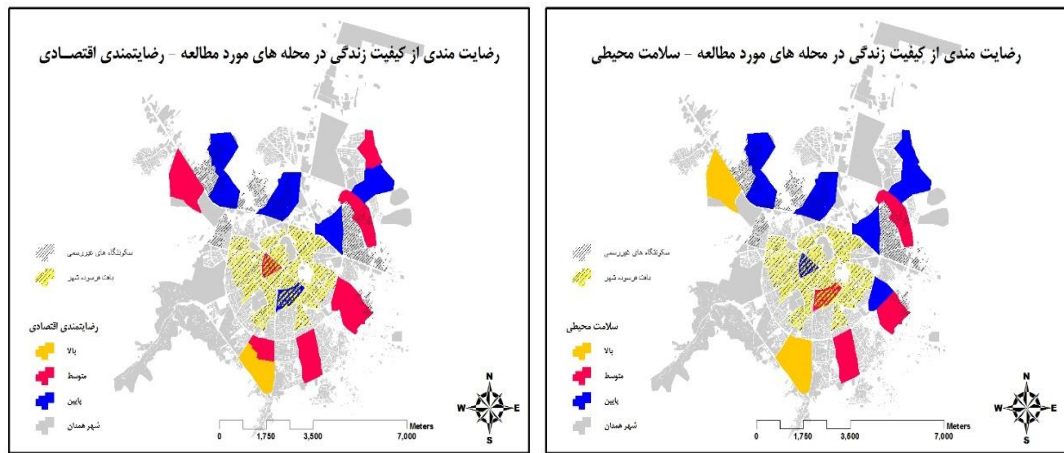 رضایت مندی از کیفیت زندگی در محله های مورد مطالعه - رضایتمندی اقتصــادی
سکونتگاه های غیررسمی
بافت فرسوده شهر
رضایتمندی اقتصادی
بالا
متوسط
پایین
شهر همدان
N
W E
S
Meters
0 1,750 3,500 7,000
رضایت مندی از کیفیت زندگی در محله های مورد مطالعه - سلامت محیطی
سکونتگاه های غیررسمی
بافت فرسوده شهر
سلامت محیطی
بالا
متوسط
پایین
شهر همدان
N
W E
S
Meters
0 1,750 3,500 7,000